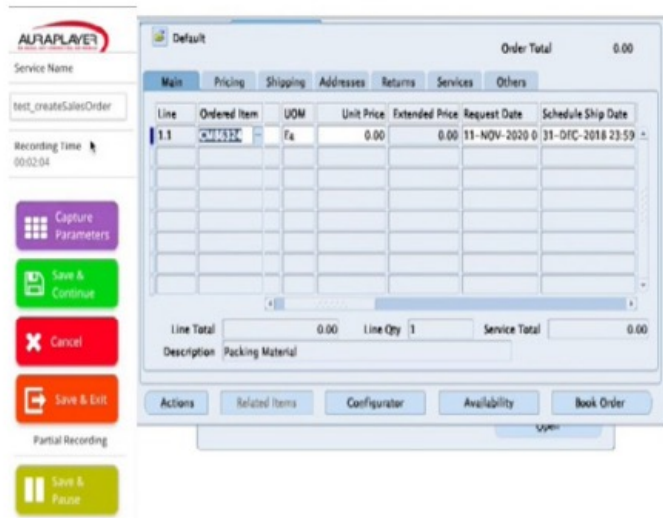 AURAPLAYER
Service Name
test_createSalesOrder
Recording Time
00:02:04
Capture Parameters
Save & Continue
Cancel
Save & Exit
Partial Recording
Save & Pause
Default
Order Total 0.00
Main Pricing Shipping Addresses Returns Services Others
Line Ordered Item UOM Unit Price Extended Price Request Date Schedule Ship Date
1.1 Ea 0.00 0.00 11-NOV-2020 0 31-DEC-2018 23:59
Line Total 0.00 Line Qty 1 Service Total 0.00
Description Packing Material
Actions Related Items Configurator Availability Book Order
Open